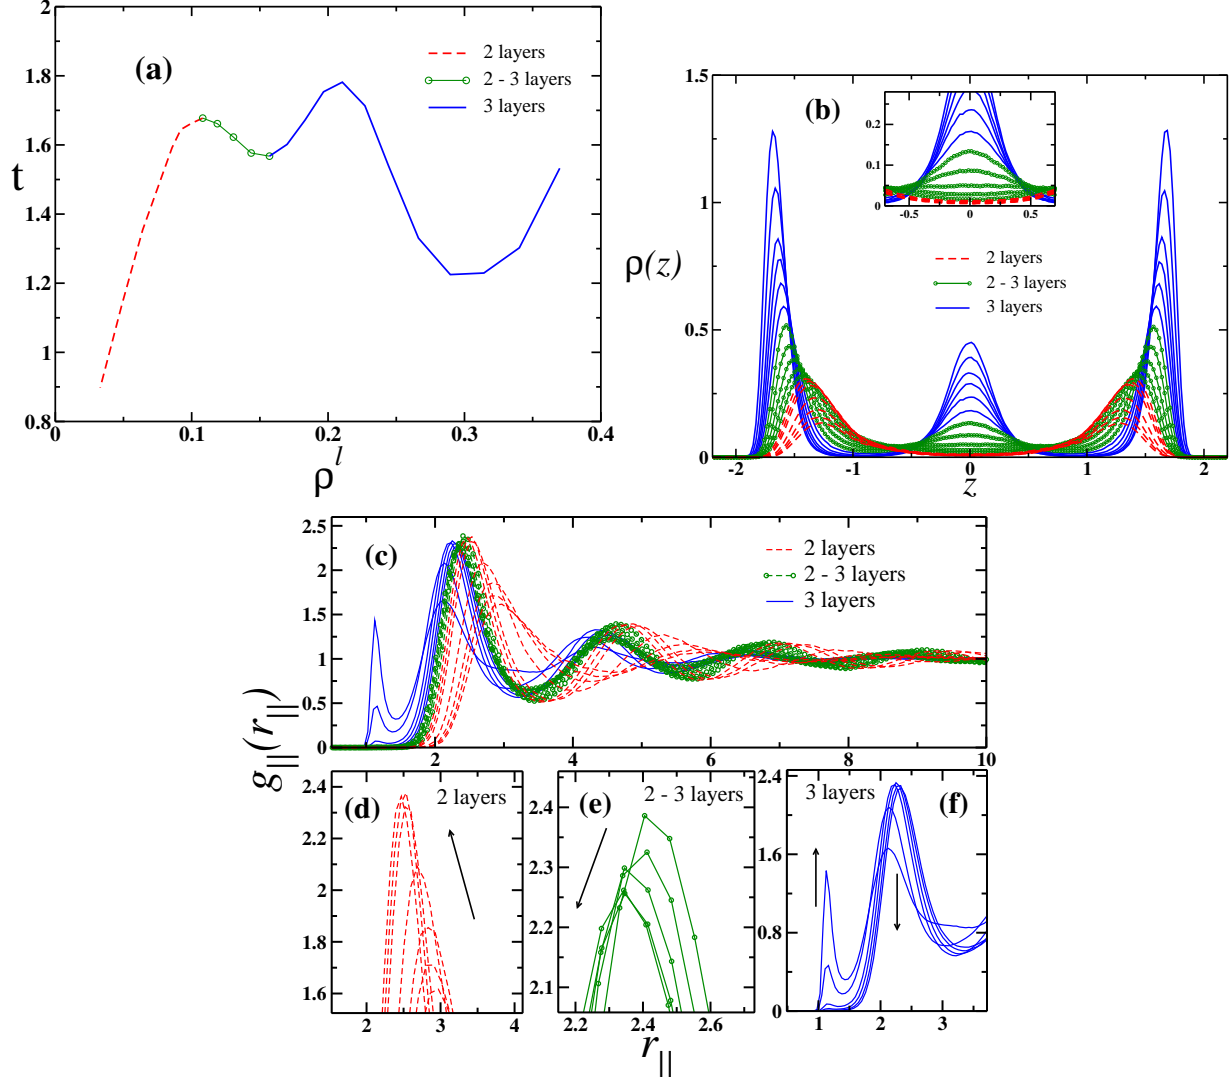 2
1.8
1.6
1.4
1.2
1
0.8
t
(a)
2 layers
2 - 3 layers
3 layers
0 0.1 0.2 0.3 0.4
ρ^l
1.5
1
0.5
0
ρ(z)
(b)
0.2
0.1
0
-0.5 0 0.5
2 layers
2 - 3 layers
3 layers
-2 -1 0 1 2
z
2.5
2
1.5
1
0.5
0
(c)
2 layers
2 - 3 layers
3 layers
2 4 6 8 10
g||(r||)
2.4
2.2
2
1.8
1.6
(d)
2 layers
2 3 4
2.4
2.3
2.2
2.1
(e)
2 - 3 layers
2.2 2.4 2.6
r||
2.4
1.6
0.8
0
3 layers
(f)
1 2 3